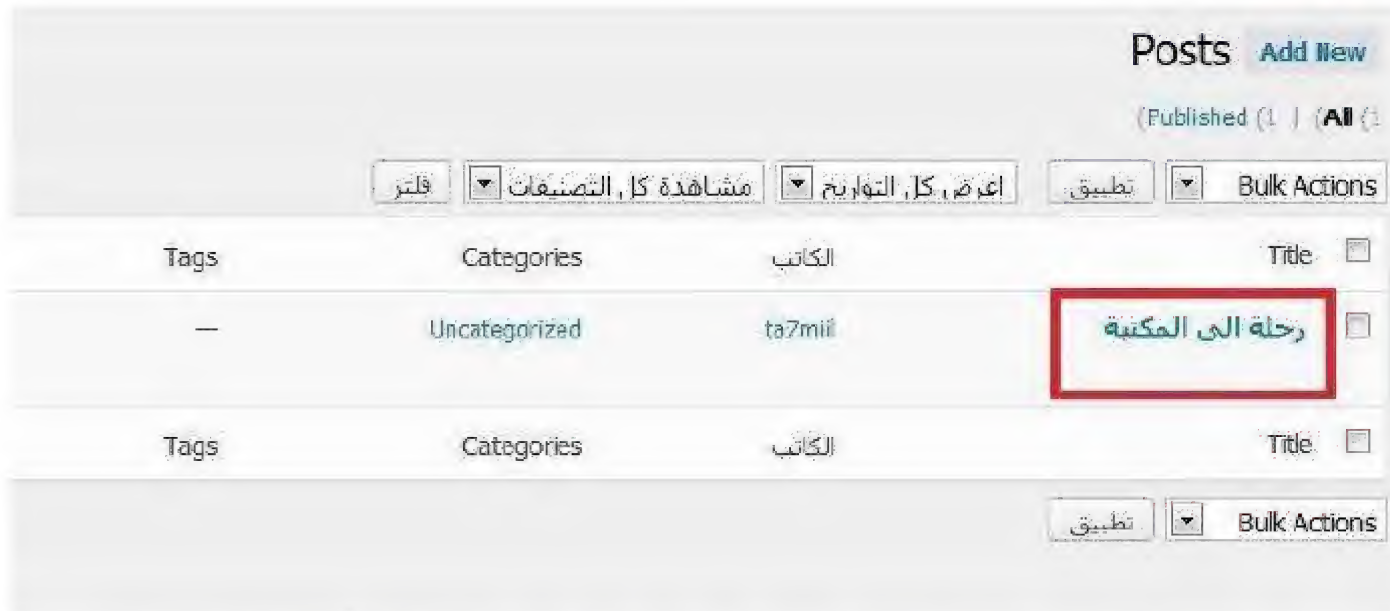 Posts Add New
All (1) | Published (1)
Bulk Actions تطبيق اعرض كل التواريخ مشاهدة كل التصنيفات فلتر
Title الكاتب Categories Tags
رحلة الى المكتبة ta7miil Uncategorized —
Title الكاتب Categories Tags
Bulk Actions تطبيق